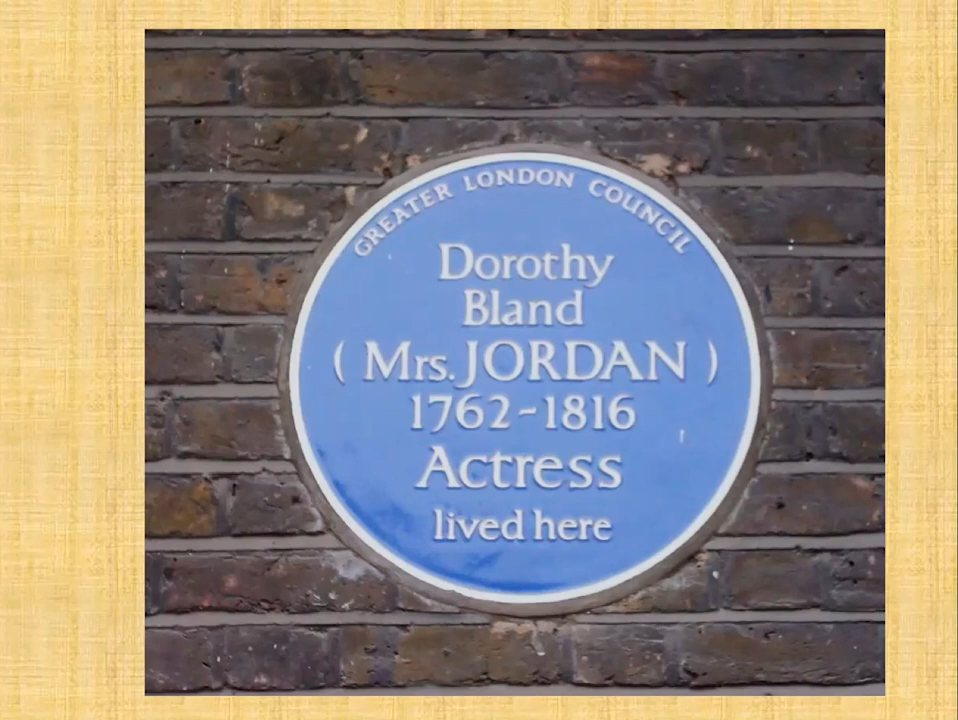 GREATER LONDON COUNCIL
Dorothy
Bland
( Mrs. JORDAN )
1762-1816
Actress
lived here